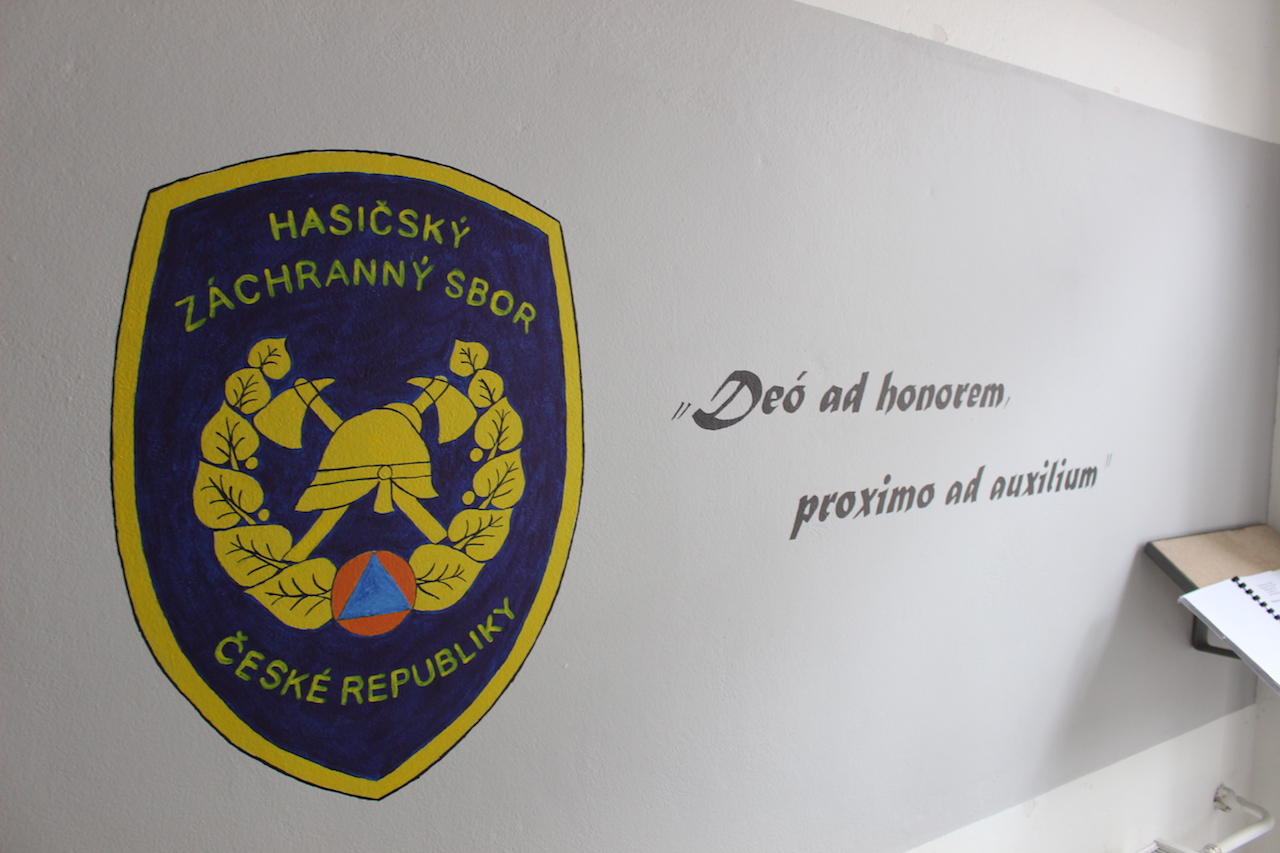 HASIČSKÝ
ZÁCHRANNÝ SBOR
ČESKÉ REPUBLIKY
„Deó ad honorem,
proximo ad auxilium"